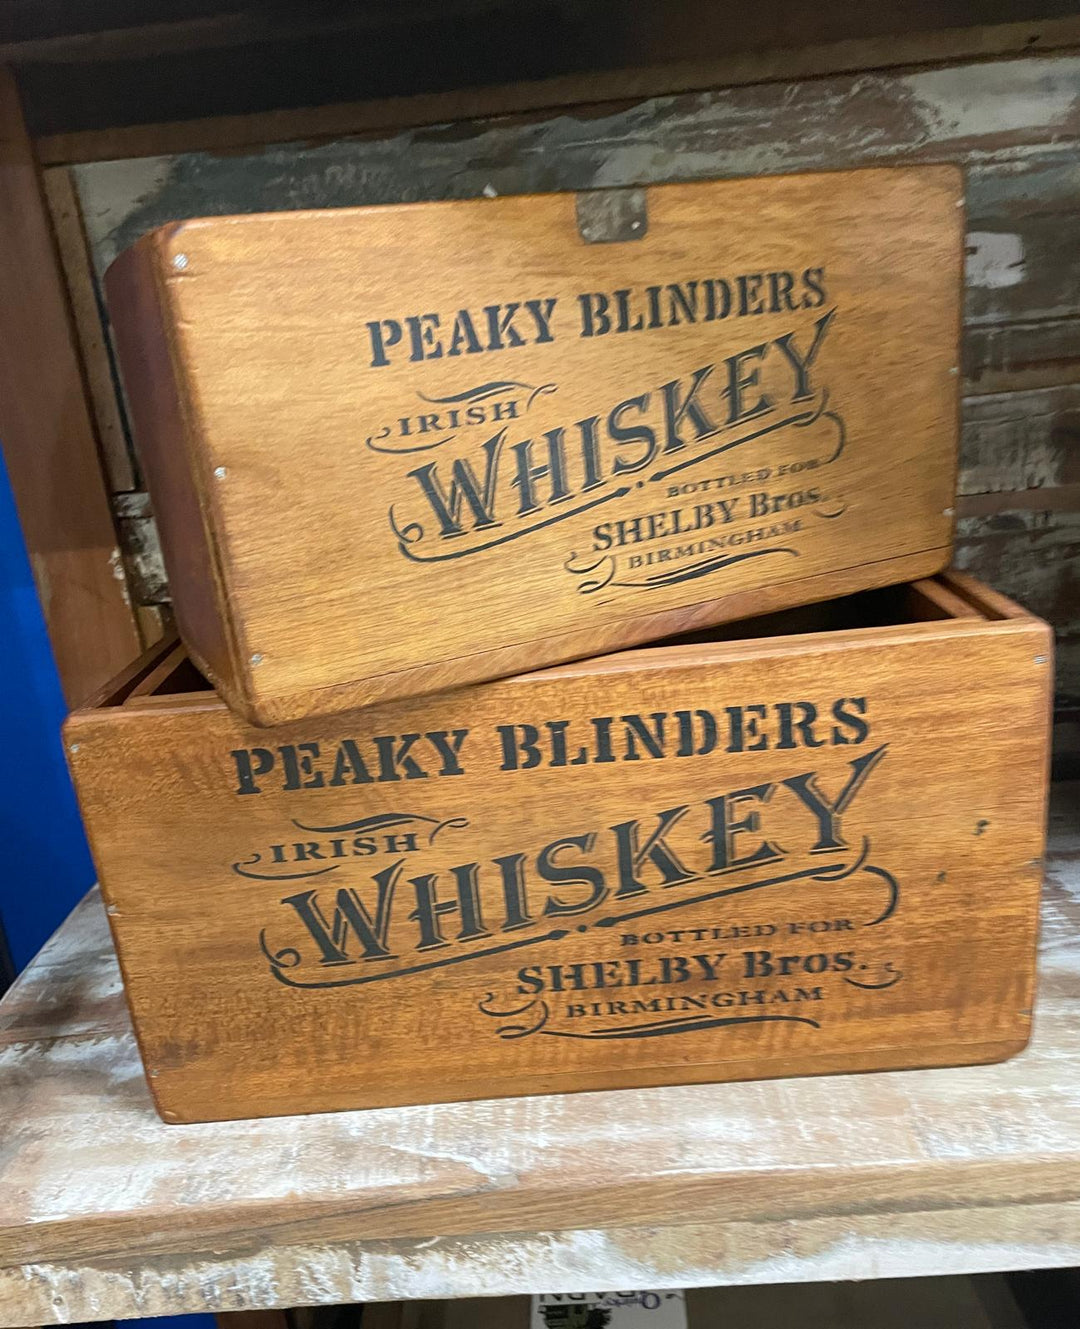 PEAKY BLINDERS
IRISH
WHISKEY
BOTTLED FOR
SHELBY Bros.
BIRMINGHAM
PEAKY BLINDERS
IRISH
WHISKEY
BOTTLED FOR
SHELBY Bros.
BIRMINGHAM